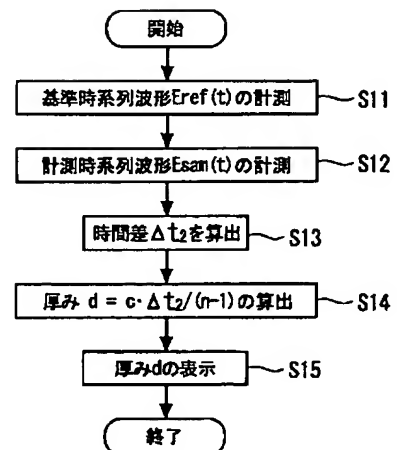 開始
基準時系列波形Eref(t)の計測 S11
計測時系列波形Esam(t)の計測 S12
時間差Δt₂を算出 S13
厚み d = c・Δt₂/(n-1)の算出 S14
厚みdの表示 S15
終了